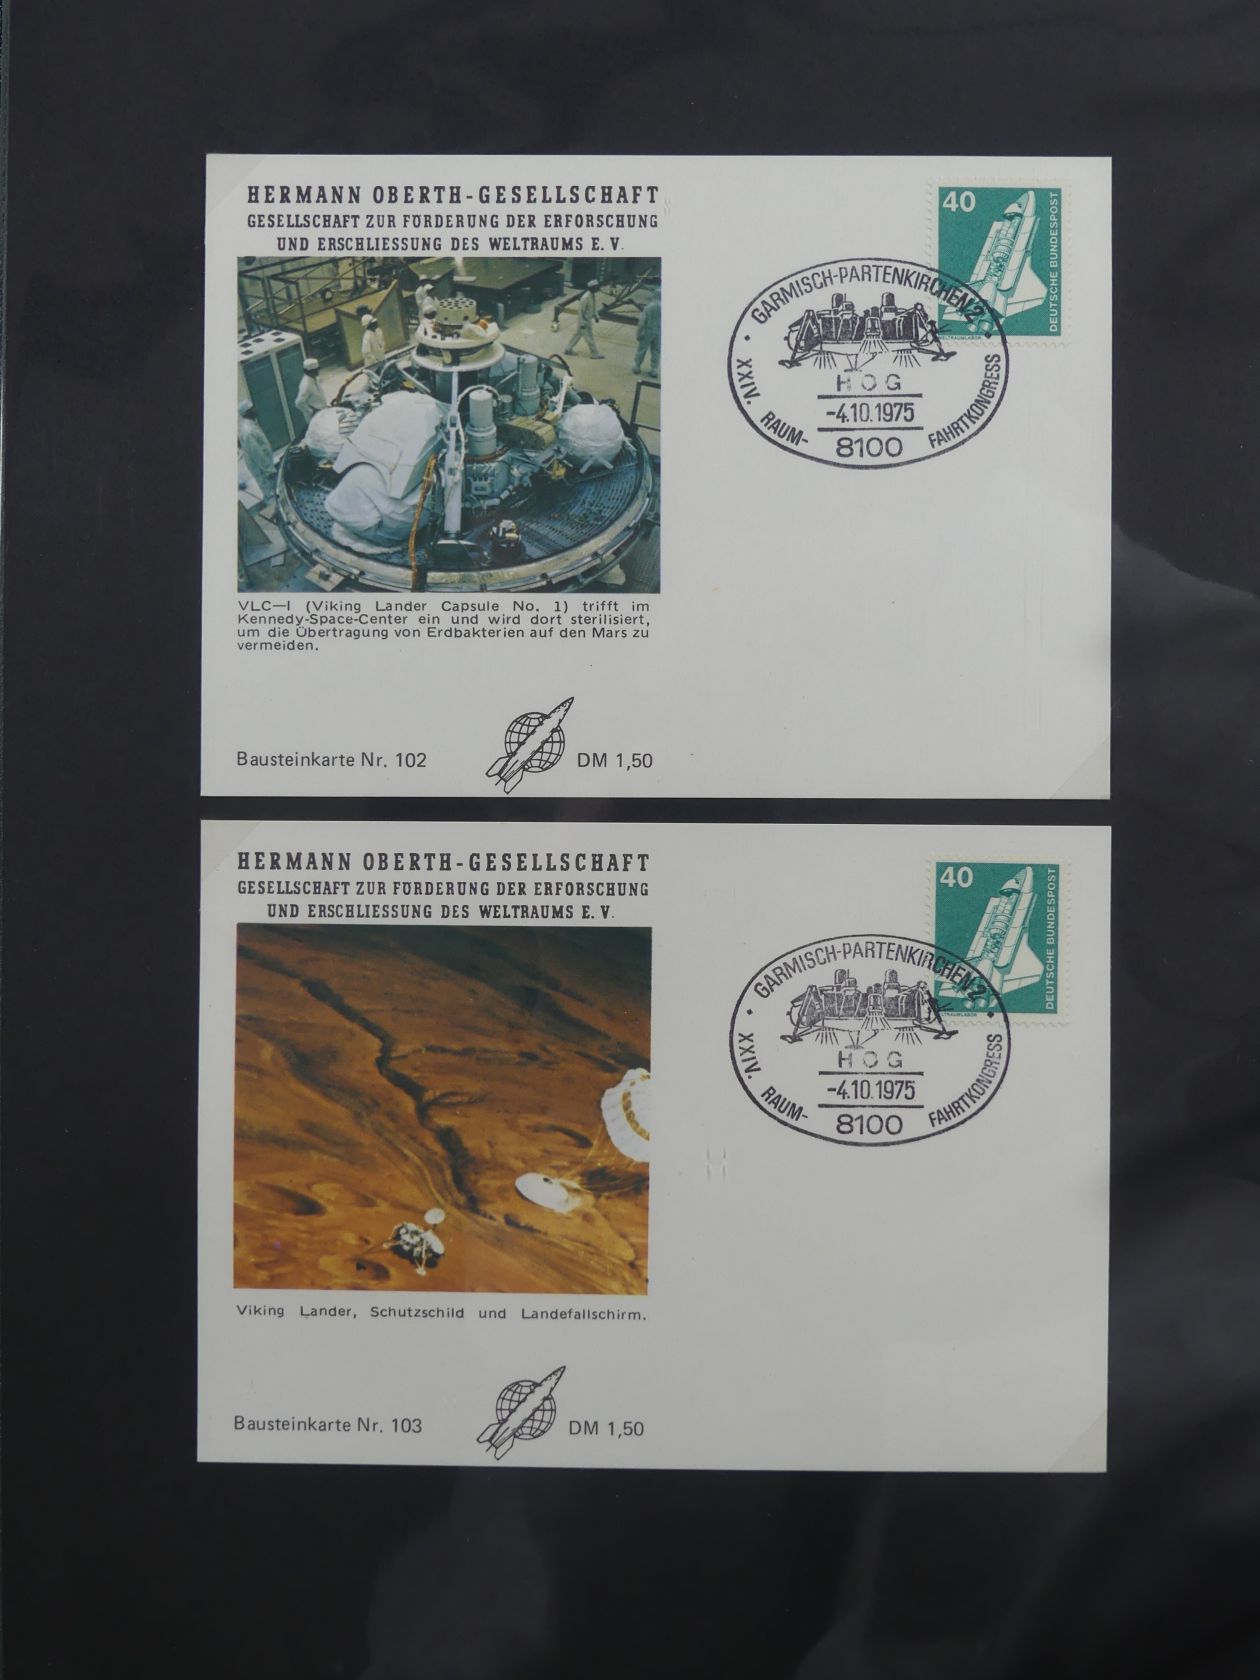 HERMANN OBERTH-GESELLSCHAFT
GESELLSCHAFT ZUR FÖRDERUNG DER ERFORSCHUNG
UND ERSCHLIESSUNG DES WELTRAUMS E. V.
40
DEUTSCHE BUNDESPOST
WELTRAUMLABOR
GARMISCH-PARTENKIRCHEN 2
HOG
-4.10.1975
8100
XXIV. RAUM- FAHRTKONGRESS
VLC—I (Viking Lander Capsule No. 1) trifft im
Kennedy-Space-Center ein und wird dort sterilisiert,
um die Übertragung von Erdbakterien auf den Mars zu
vermeiden.
Bausteinkarte Nr. 102 DM 1,50
HERMANN OBERTH-GESELLSCHAFT
GESELLSCHAFT ZUR FÖRDERUNG DER ERFORSCHUNG
UND ERSCHLIESSUNG DES WELTRAUMS E. V.
40
DEUTSCHE BUNDESPOST
GARMISCH-PARTENKIRCHEN 2
HOG
-4.10.1975
8100
XXIV. RAUM- FAHRTKONGRESS
Viking Lander, Schutzschild und Landefallschirm.
Bausteinkarte Nr. 103 DM 1,50